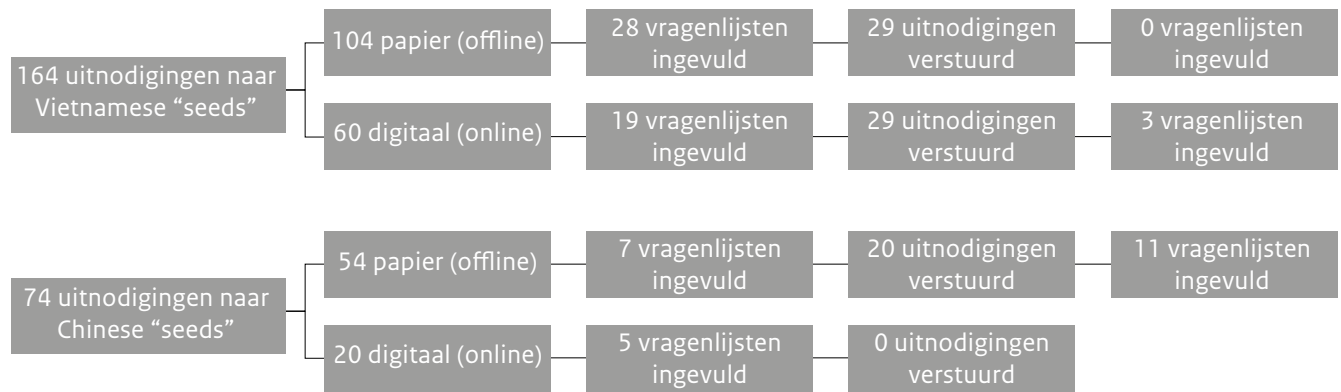 164 uitnodigingen naar
Vietnamese “seeds”
104 papier (offline)
28 vragenlijsten
ingevuld
29 uitnodigingen
verstuurd
0 vragenlijsten
ingevuld
60 digitaal (online)
19 vragenlijsten
ingevuld
29 uitnodigingen
verstuurd
3 vragenlijsten
ingevuld
74 uitnodigingen naar
Chinese “seeds”
54 papier (offline)
7 vragenlijsten
ingevuld
20 uitnodigingen
verstuurd
11 vragenlijsten
ingevuld
20 digitaal (online)
5 vragenlijsten
ingevuld
0 uitnodigingen
verstuurd